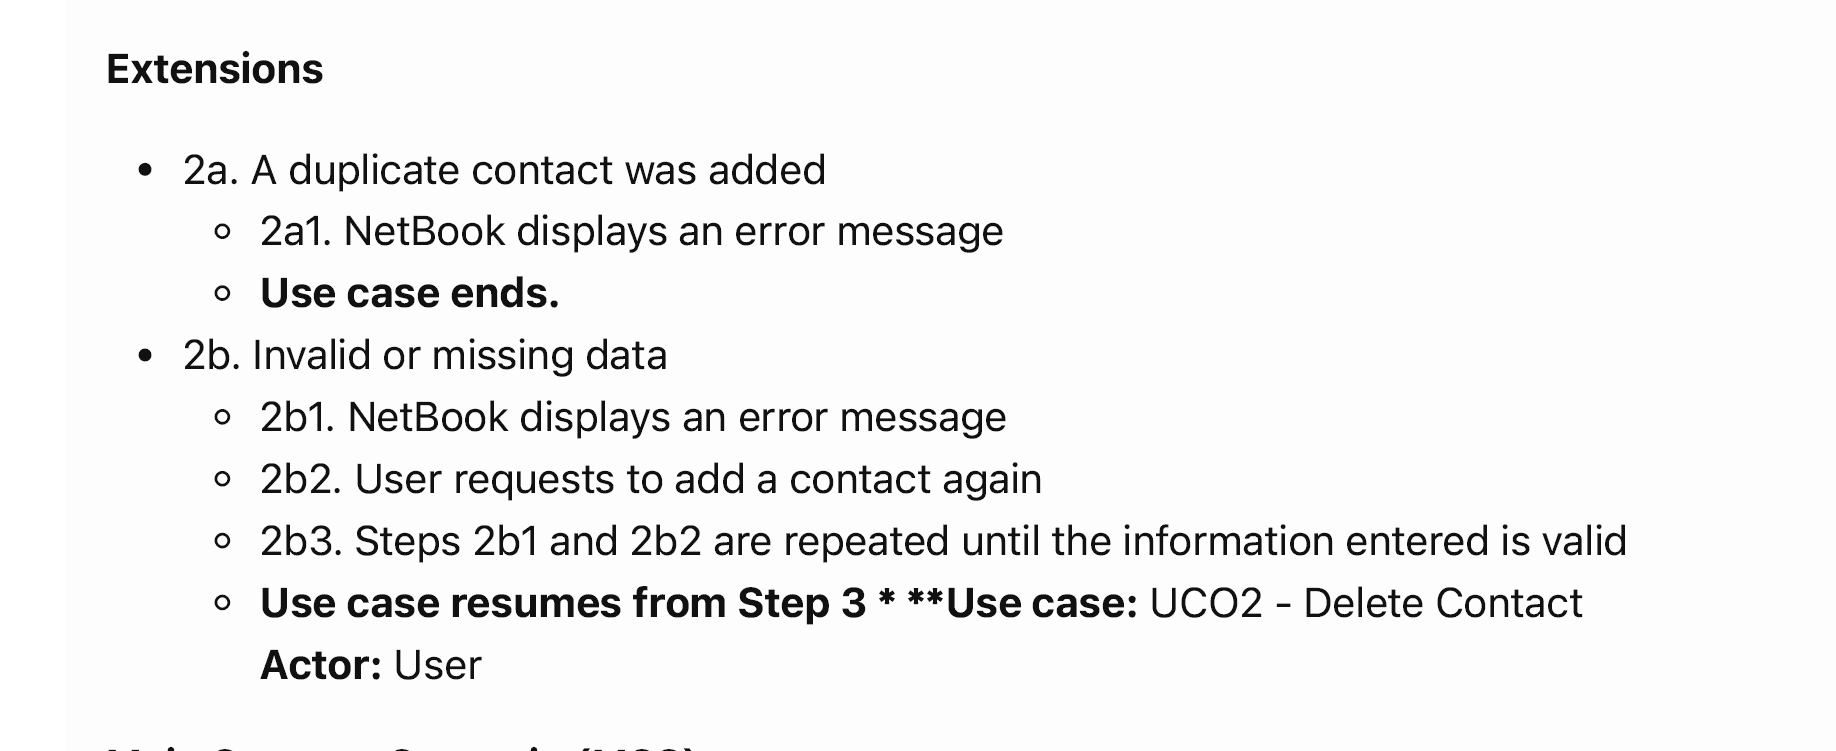 Extensions
• 2a. A duplicate contact was added
◦ 2a1. NetBook displays an error message
◦ Use case ends.
• 2b. Invalid or missing data
◦ 2b1. NetBook displays an error message
◦ 2b2. User requests to add a contact again
◦ 2b3. Steps 2b1 and 2b2 are repeated until the information entered is valid
◦ Use case resumes from Step 3 * **Use case: UCO2 - Delete Contact
Actor: User